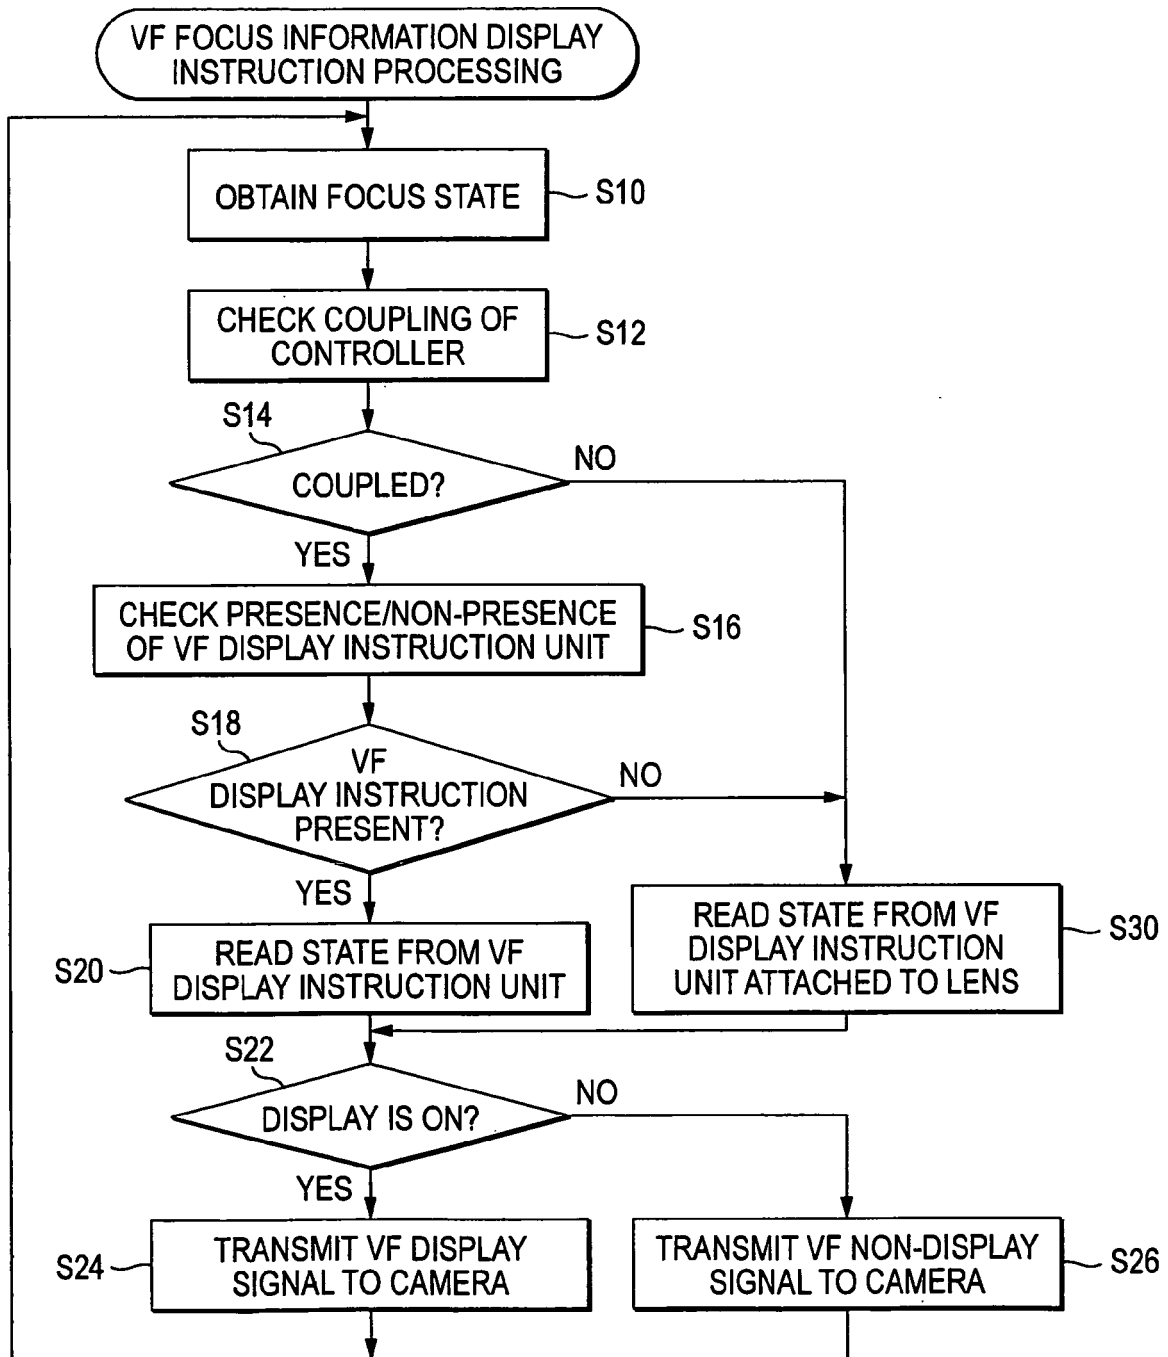 VF FOCUS INFORMATION DISPLAY
INSTRUCTION PROCESSING
OBTAIN FOCUS STATE
S10
CHECK COUPLING OF
CONTROLLER
S12
S14
COUPLED?
NO
YES
CHECK PRESENCE/NON-PRESENCE
OF VF DISPLAY INSTRUCTION UNIT
S16
S18
VF
DISPLAY INSTRUCTION
PRESENT?
NO
YES
S20
READ STATE FROM VF
DISPLAY INSTRUCTION UNIT
READ STATE FROM VF
DISPLAY INSTRUCTION
UNIT ATTACHED TO LENS
S30
S22
DISPLAY IS ON?
NO
YES
S24
TRANSMIT VF DISPLAY
SIGNAL TO CAMERA
TRANSMIT VF NON-DISPLAY
SIGNAL TO CAMERA
S26